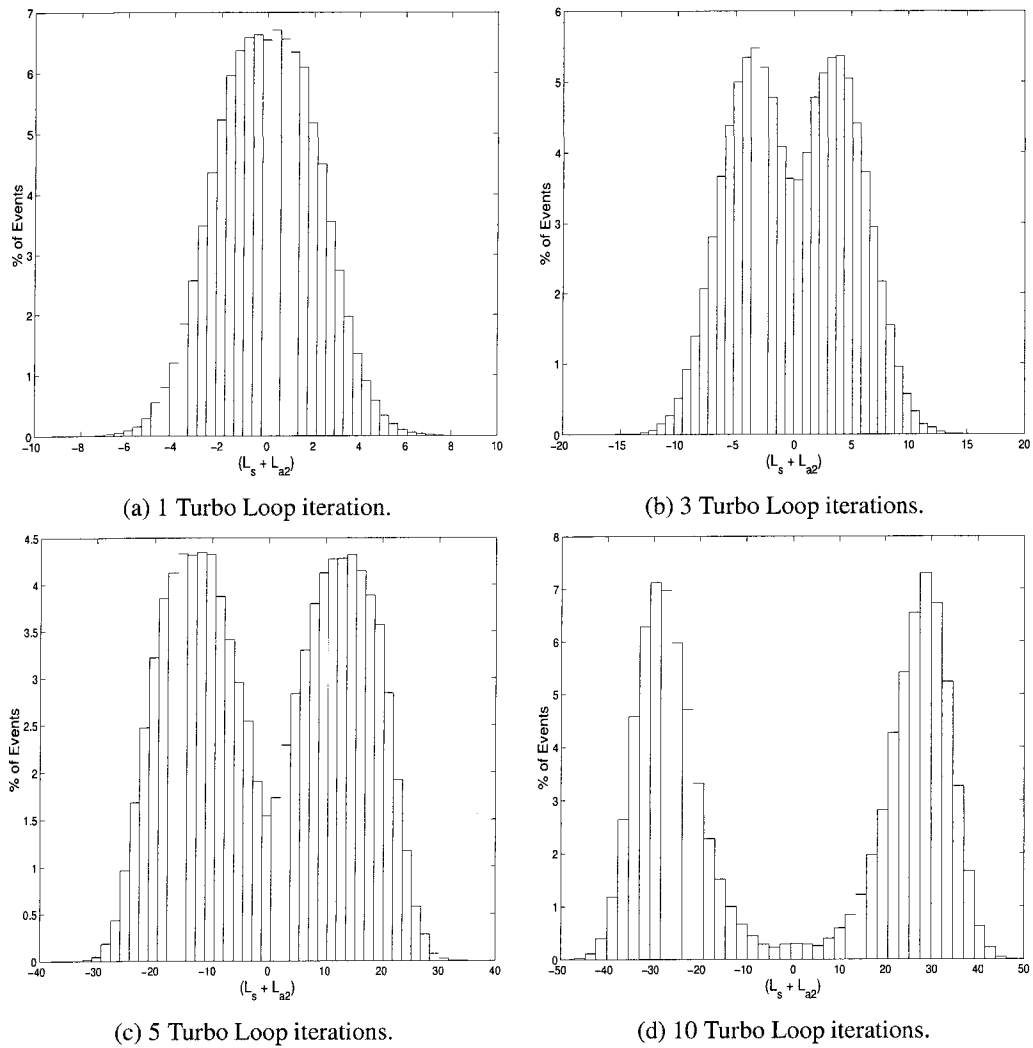 7
6
5
4
3
2
1
0
% of Events
−10 −8 −6 −4 −2 0 2 4 6 8 10
(L_s + L_a2)
(a) 1 Turbo Loop iteration.
6
5
4
3
2
1
0
% of Events
−20 −15 −10 −5 0 5 10 15 20
(L_s + L_a2)
(b) 3 Turbo Loop iterations.
4.5
4
3.5
3
2.5
2
1.5
1
0.5
0
% of Events
−40 −30 −20 −10 0 10 20 30 40
(L_s + L_a2)
(c) 5 Turbo Loop iterations.
8
7
6
5
4
3
2
1
0
% of Events
−50 −40 −30 −20 −10 0 10 20 30 40 50
(L_s + L_a2)
(d) 10 Turbo Loop iterations.